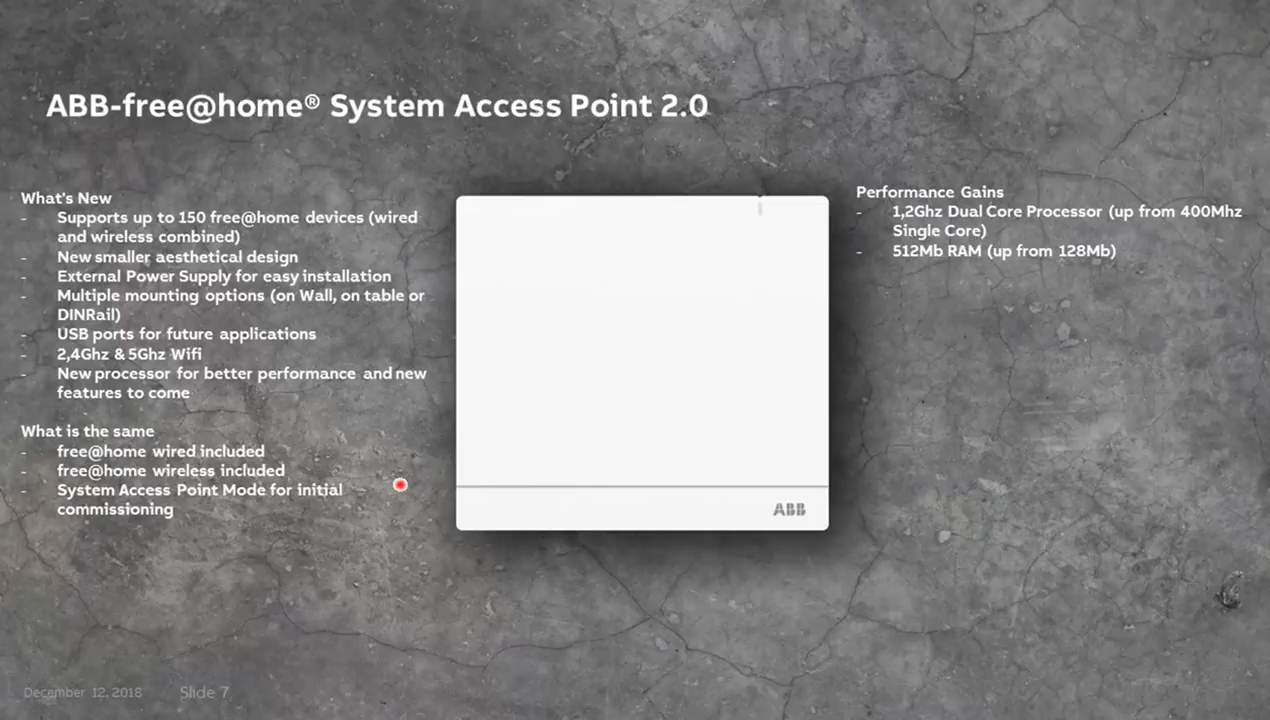 ABB-free@home® System Access Point 2.0
What's New
- Supports up to 150 free@home devices (wired
and wireless combined)
- New smaller aesthetical design
- External Power Supply for easy installation
- Multiple mounting options (on Wall, on table or
DINRail)
- USB ports for future applications
- 2,4Ghz & 5Ghz Wifi
- New processor for better performance and new
features to come
What is the same
- free@home wired included
- free@home wireless included
- System Access Point Mode for initial
commissioning
ABB
Performance Gains
- 1,2Ghz Dual Core Processor (up from 400Mhz
Single Core)
- 512Mb RAM (up from 128Mb)
December 12, 2018
Slide 7